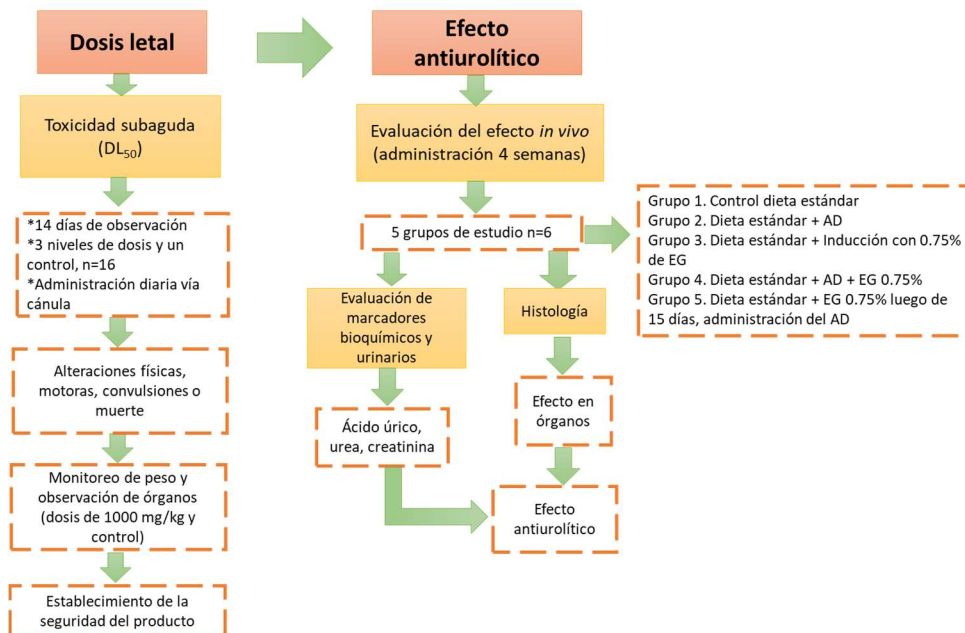 Dosis letal
Toxicidad subaguda
(DL50)
*14 días de observación
*3 niveles de dosis y un
control, n=16
*Administración diaria vía
cánula
Alteraciones físicas,
motoras, convulsiones o
muerte
Monitoreo de peso y
observación de órganos
(dosis de 1000 mg/kg y
control)
Establecimiento de la
seguridad del producto
Efecto
antiurolítico
Evaluación del efecto in vivo
(administración 4 semanas)
5 grupos de estudio n=6
Grupo 1. Control dieta estándar
Grupo 2. Dieta estándar + AD
Grupo 3. Dieta estándar + Inducción con 0.75%
de EG
Grupo 4. Dieta estándar + AD + EG 0.75%
Grupo 5. Dieta estándar + EG 0.75% luego de
15 días, administración del AD
Evaluación de
marcadores
bioquímicos y
urinarios
Ácido úrico,
urea, creatinina
Histología
Efecto en
órganos
Efecto
antiurolítico